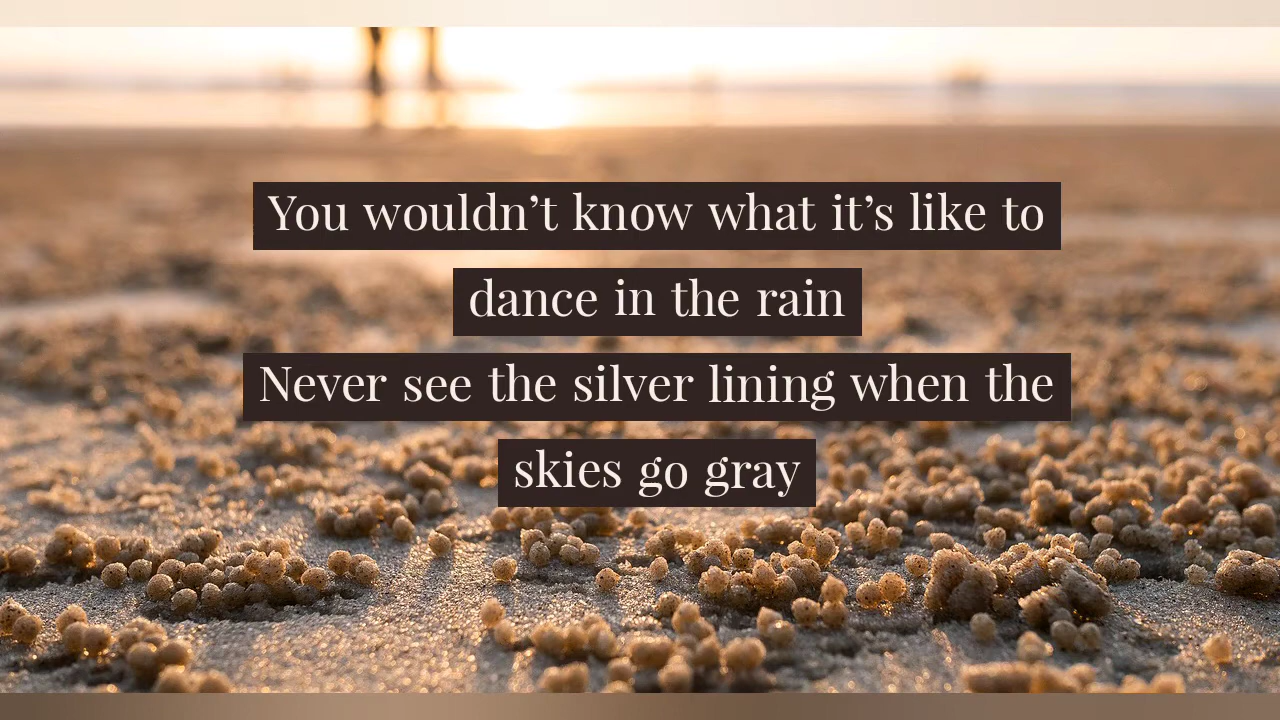 You wouldn’t know what it’s like to
dance in the rain
Never see the silver lining when the
skies go gray